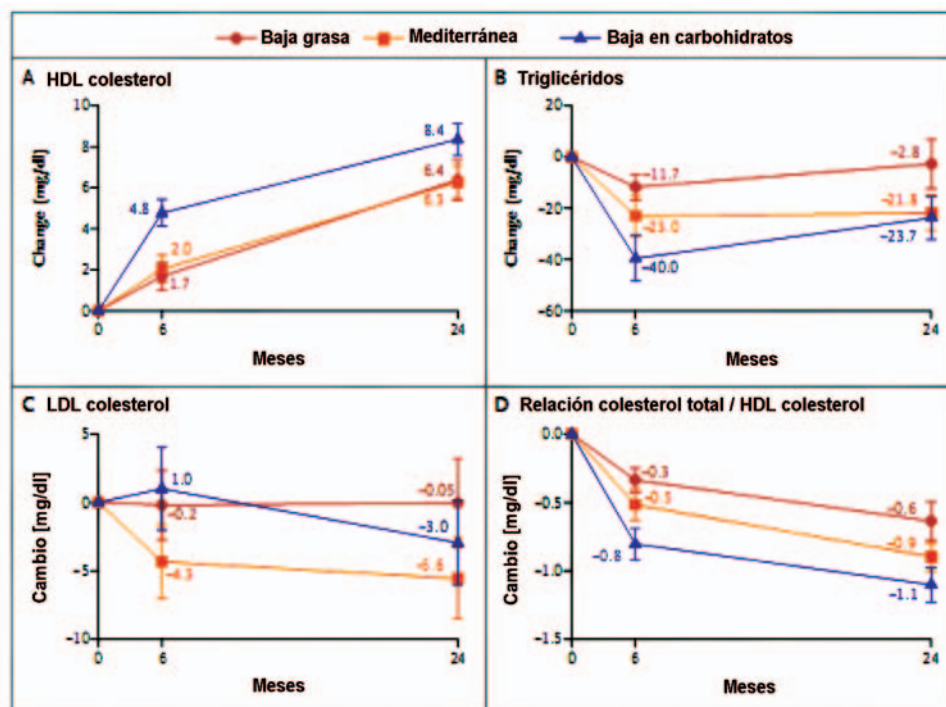 Baja grasa Mediterránea Baja en carbohidratos
A HDL colesterol
Change [mg/dl]
10
8
6
4
2
0
4.8
2.0
1.7
8.4
6.4
6.3
0 6 24
Meses
B Triglicéridos
Change [mg/dl]
20
0
−20
−40
−60
−11.7
−23.0
−40.0
−2.8
−21.8
−23.7
0 6 24
Meses
C LDL colesterol
Cambio [mg/dl]
5
0
−5
−10
1.0
−0.2
−4.3
−0.05
−3.0
0 6 24
Meses
D Relación colesterol total / HDL colesterol
Cambio [mg/dl]
0.0
−0.5
−1.0
−1.5
−0.3
−0.5
−0.8
−0.6
−0.9
−1.1
0 6 24
Meses